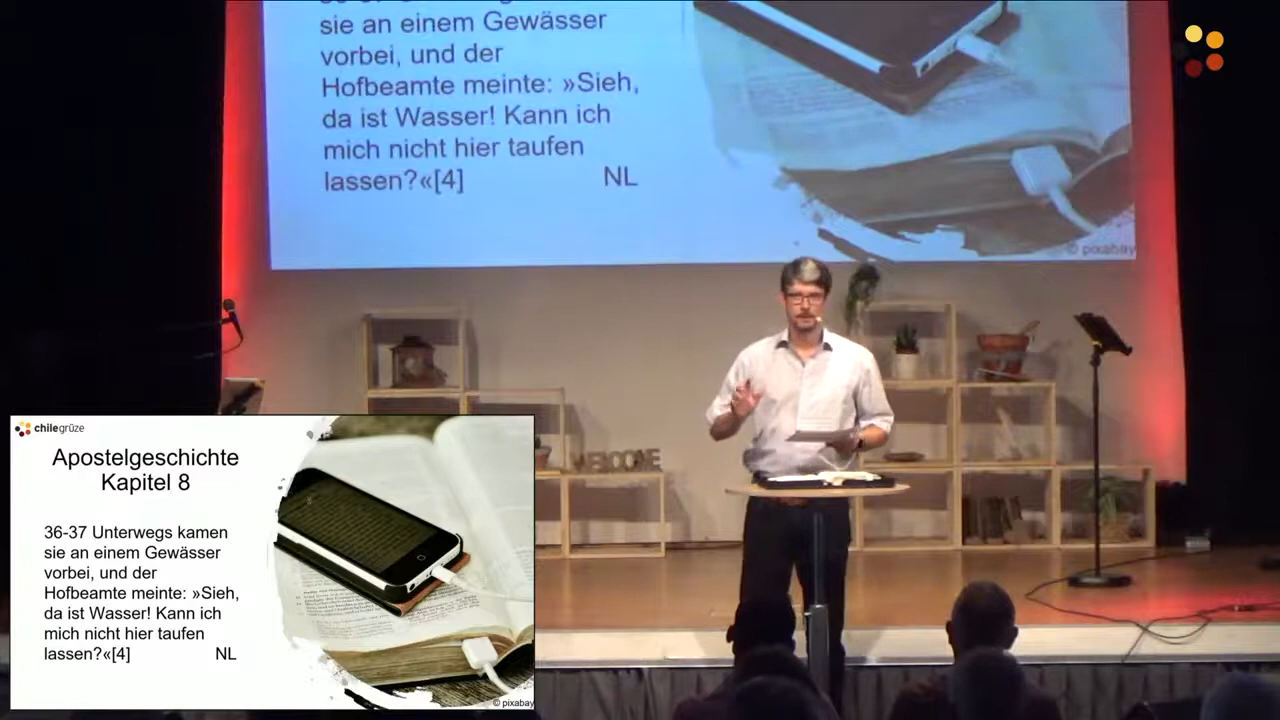 sie an einem Gewässer
vorbei, und der
Hofbeamte meinte: »Sieh,
da ist Wasser! Kann ich
mich nicht hier taufen
lassen?«[4] NL
© pixabay
WELCOME
chilegrüze
Apostelgeschichte
Kapitel 8
36-37 Unterwegs kamen
sie an einem Gewässer
vorbei, und der
Hofbeamte meinte: »Sieh,
da ist Wasser! Kann ich
mich nicht hier taufen
lassen?«[4] NL
© pixabay